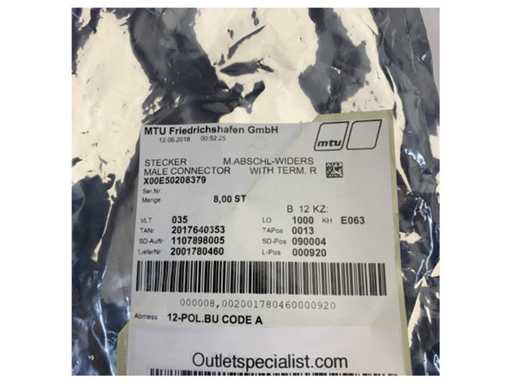 MTU Friedrichshafen GmbH
12.06.2018 00:52:25
mtu
STECKER M.ABSCHL-WIDERS
MALE CONNECTOR WITH TERM. R
X00E50208379
Ser.Nr.
Menge 8,00 ST
B 12 KZ:
VLT 035 LO 1000 KH E063
TANr 2017640353 TAPos 0013
SD-Auftr 1107898005 SD-Pos 090004
LieferNr 2001780460 L-Pos 000920
000008,002001780460000920
Abmess 12-POL.BU CODE A
Outletspecialist.com